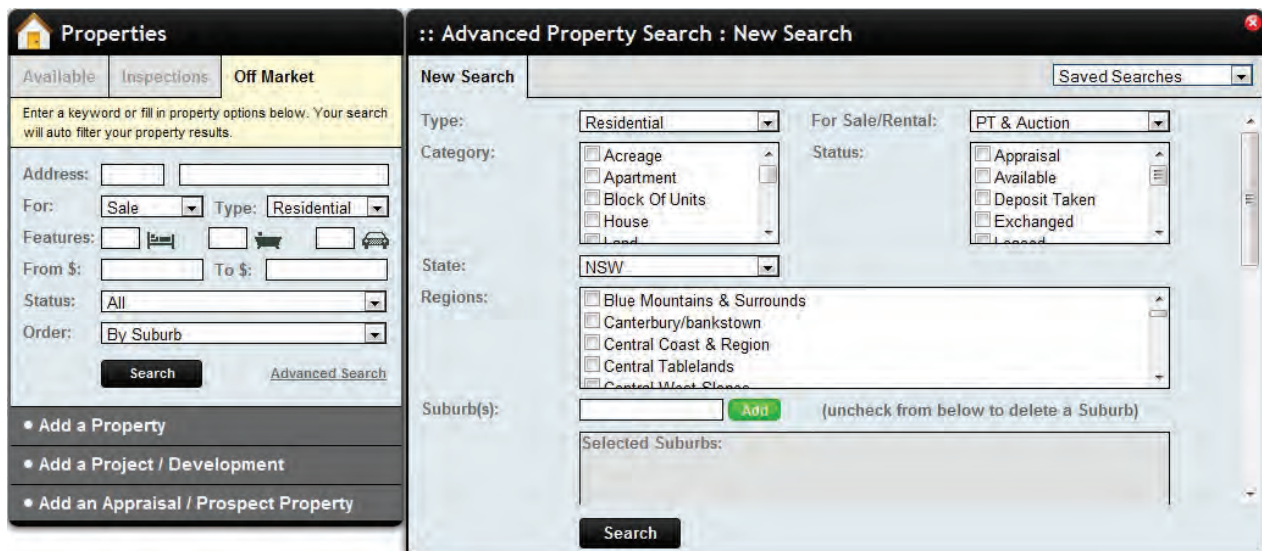 Properties
Available Inspections Off Market
Enter a keyword or fill in property options below. Your search
will auto filter your property results.
Address:
For: Sale Type: Residential
Features:
From $: To $:
Status: All
Order: By Suburb
Search Advanced Search
• Add a Property
• Add a Project / Development
• Add an Appraisal / Prospect Property
:: Advanced Property Search : New Search
New Search Saved Searches
Type: Residential For Sale/Rental: PT & Auction
Category: Status:
Acreage
Apartment
Block Of Units
House
Land
Appraisal
Available
Deposit Taken
Exchanged
Leased
State: NSW
Regions:
Blue Mountains & Surrounds
Canterbury/bankstown
Central Coast & Region
Central Tablelands
Central West Slopes
Suburb(s): Add (uncheck from below to delete a Suburb)
Selected Suburbs:
Search